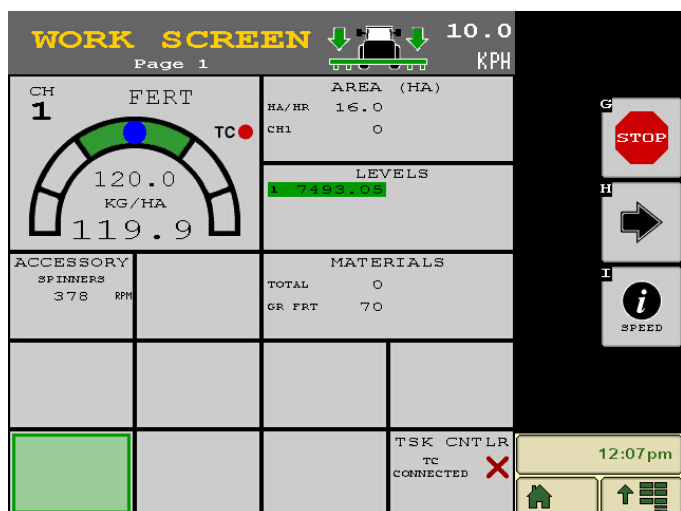 WORK SCREEN
Page 1
10.0
KPH
CH
1
FERT
TC
120.0
KG/HA
119.9
AREA (HA)
HA/HR 16.0
CH1 0
LEVELS
1 7493.05
ACCESSORY
SPINNERS
378 RPM
MATERIALS
TOTAL 0
GR FRT 70
TSK CNTLR
TC
CONNECTED
G
STOP
H
I
i
SPEED
12:07pm